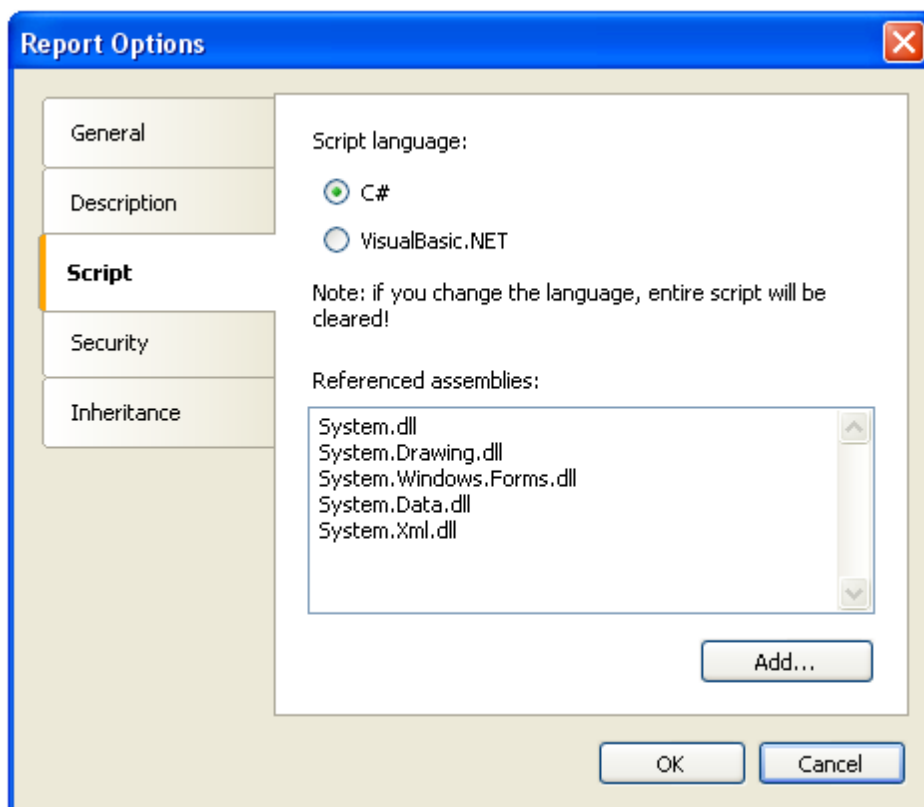 Report Options
General
Description
Script
Security
Inheritance
Script language:
C#
VisualBasic.NET
Note: if you change the language, entire script will be
cleared!
Referenced assemblies:
System.dll
System.Drawing.dll
System.Windows.Forms.dll
System.Data.dll
System.Xml.dll
Add...
OK
Cancel